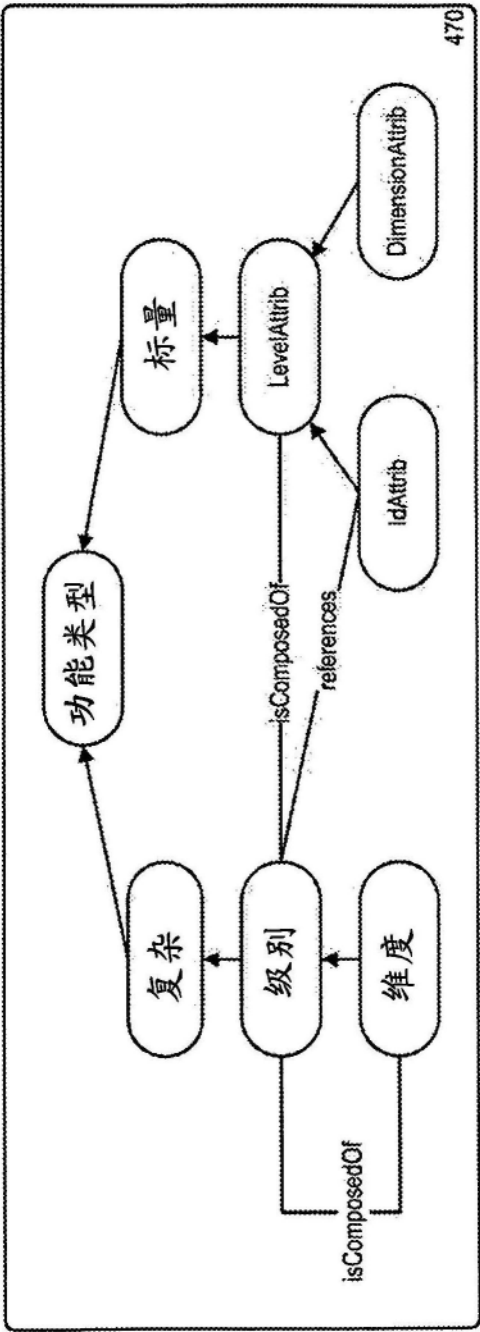 功能类型
复杂
标量
级别
isComposedOf
LevelAttrib
references
维度
IdAttrib
DimensionAttrib
isComposedOf
470